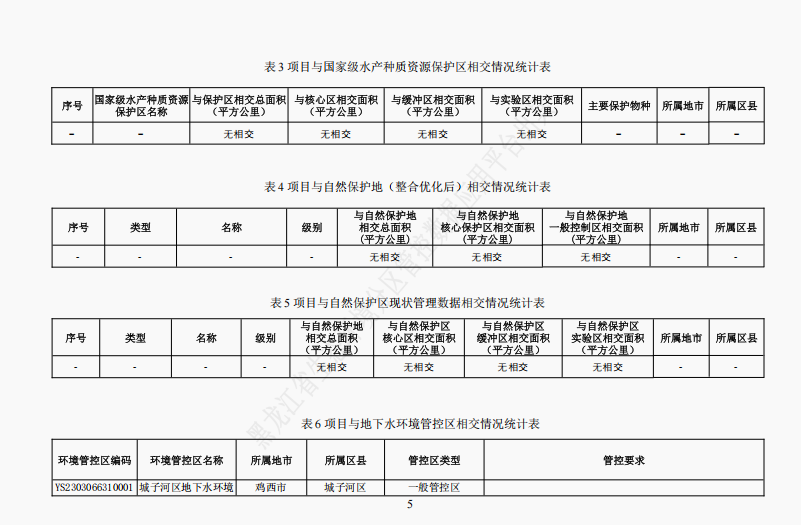 表 3 项目与国家级水产种质资源保护区相交情况统计表
序号 国家级水产种质资源保护区名称 与保护区相交总面积（平方公里） 与核心区相交面积（平方公里） 与缓冲区相交面积（平方公里） 与实验区相交面积（平方公里） 主要保护物种 所属地市 所属区县
- - 无相交 无相交 无相交 无相交 - - -
表 4 项目与自然保护地（整合优化后）相交情况统计表
序号 类型 名称 级别 与自然保护地相交总面积(平方公里) 与自然保护地核心保护区相交面积(平方公里) 与自然保护地一般控制区相交面积(平方公里) 所属地市 所属区县
- - - - 无相交 无相交 无相交 - -
表 5 项目与自然保护区现状管理数据相交情况统计表
序号 类型 名称 级别 与自然保护地相交总面积（平方公里） 与自然保护区核心区相交面积（平方公里） 与自然保护区缓冲区相交面积（平方公里） 与自然保护区实验区相交面积（平方公里） 所属地市 所属区县
- - - - 无相交 无相交 无相交 无相交 - -
表 6 项目与地下水环境管控区相交情况统计表
环境管控区编码 环境管控区名称 所属地市 所属区县 管控区类型 管控要求
YS2303066310001 城子河区地下水环境 鸡西市 城子河区 一般管控区
5